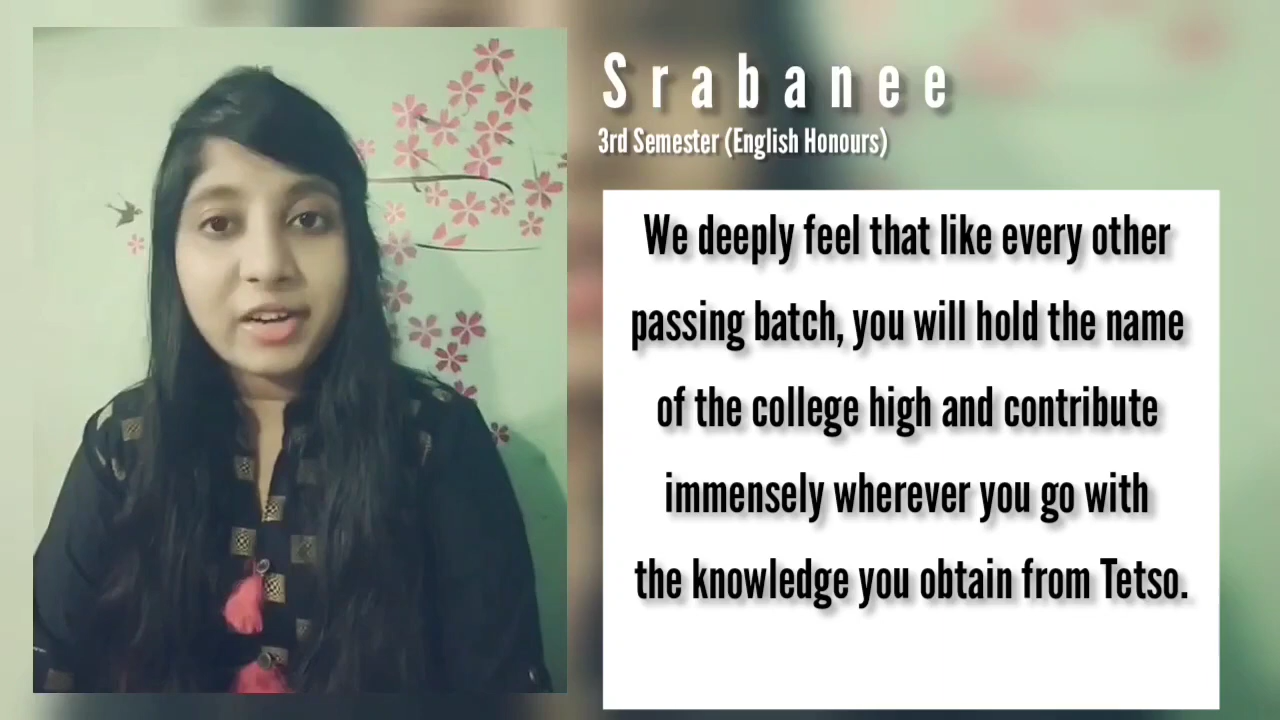 Srabanee
3rd Semester (English Honours)
We deeply feel that like every other
passing batch, you will hold the name
of the college high and contribute
immensely wherever you go with
the knowledge you obtain from Tetso.